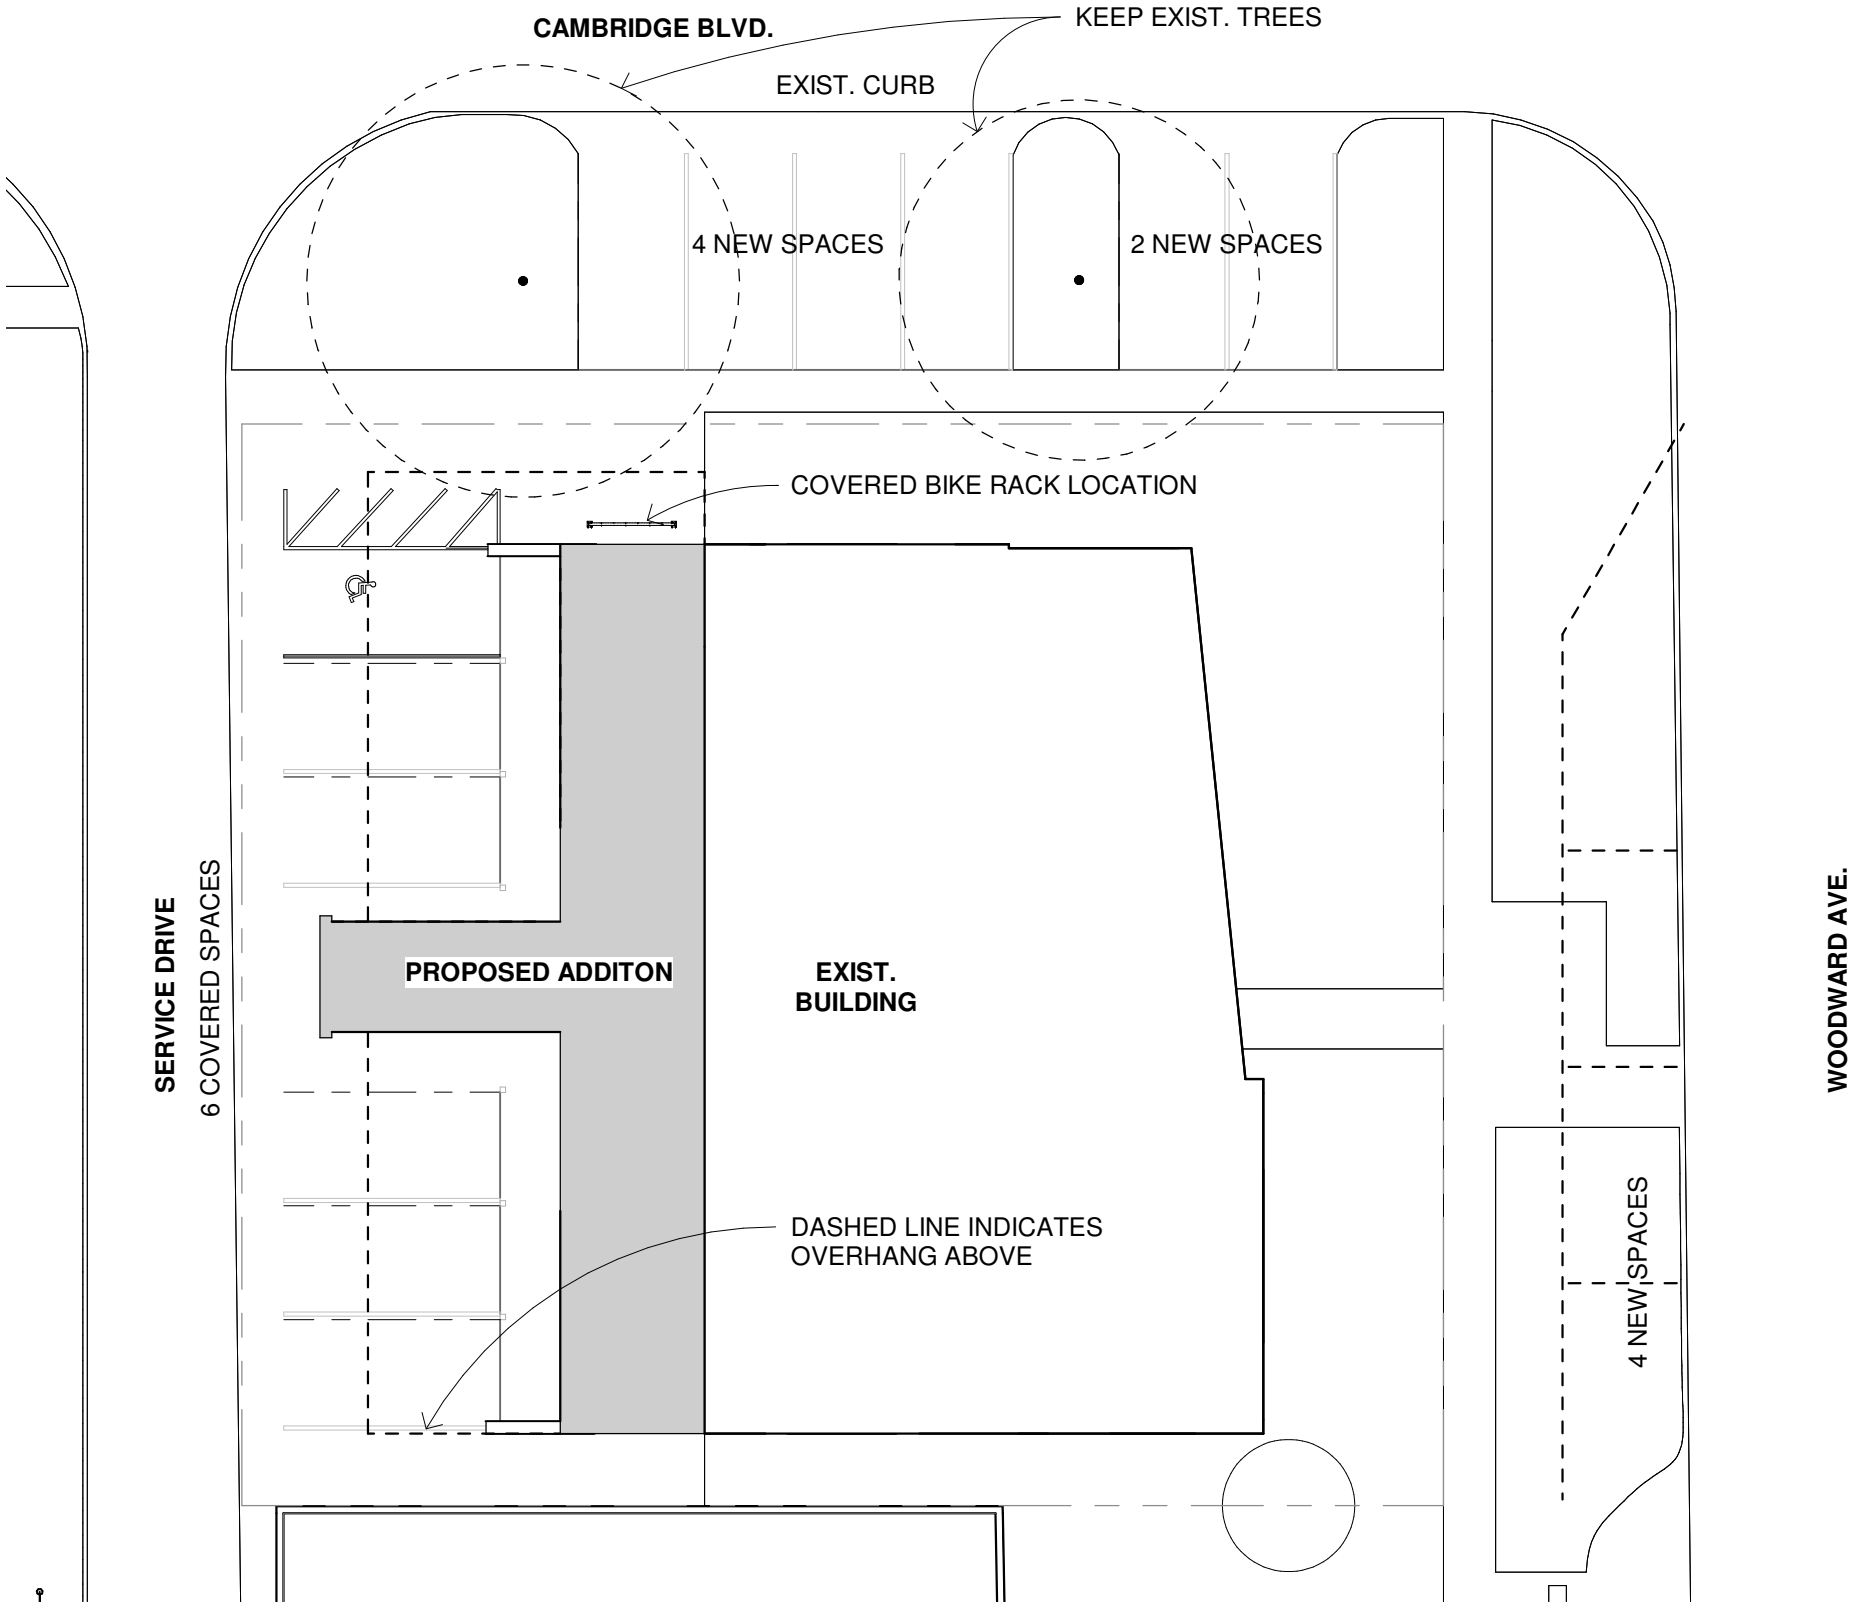 CAMBRIDGE BLVD.
KEEP EXIST. TREES
EXIST. CURB
4 NEW SPACES
2 NEW SPACES
COVERED BIKE RACK LOCATION
SERVICE DRIVE
6 COVERED SPACES
PROPOSED ADDITON
EXIST.
BUILDING
WOODWARD AVE.
DASHED LINE INDICATES
OVERHANG ABOVE
4 NEW SPACES